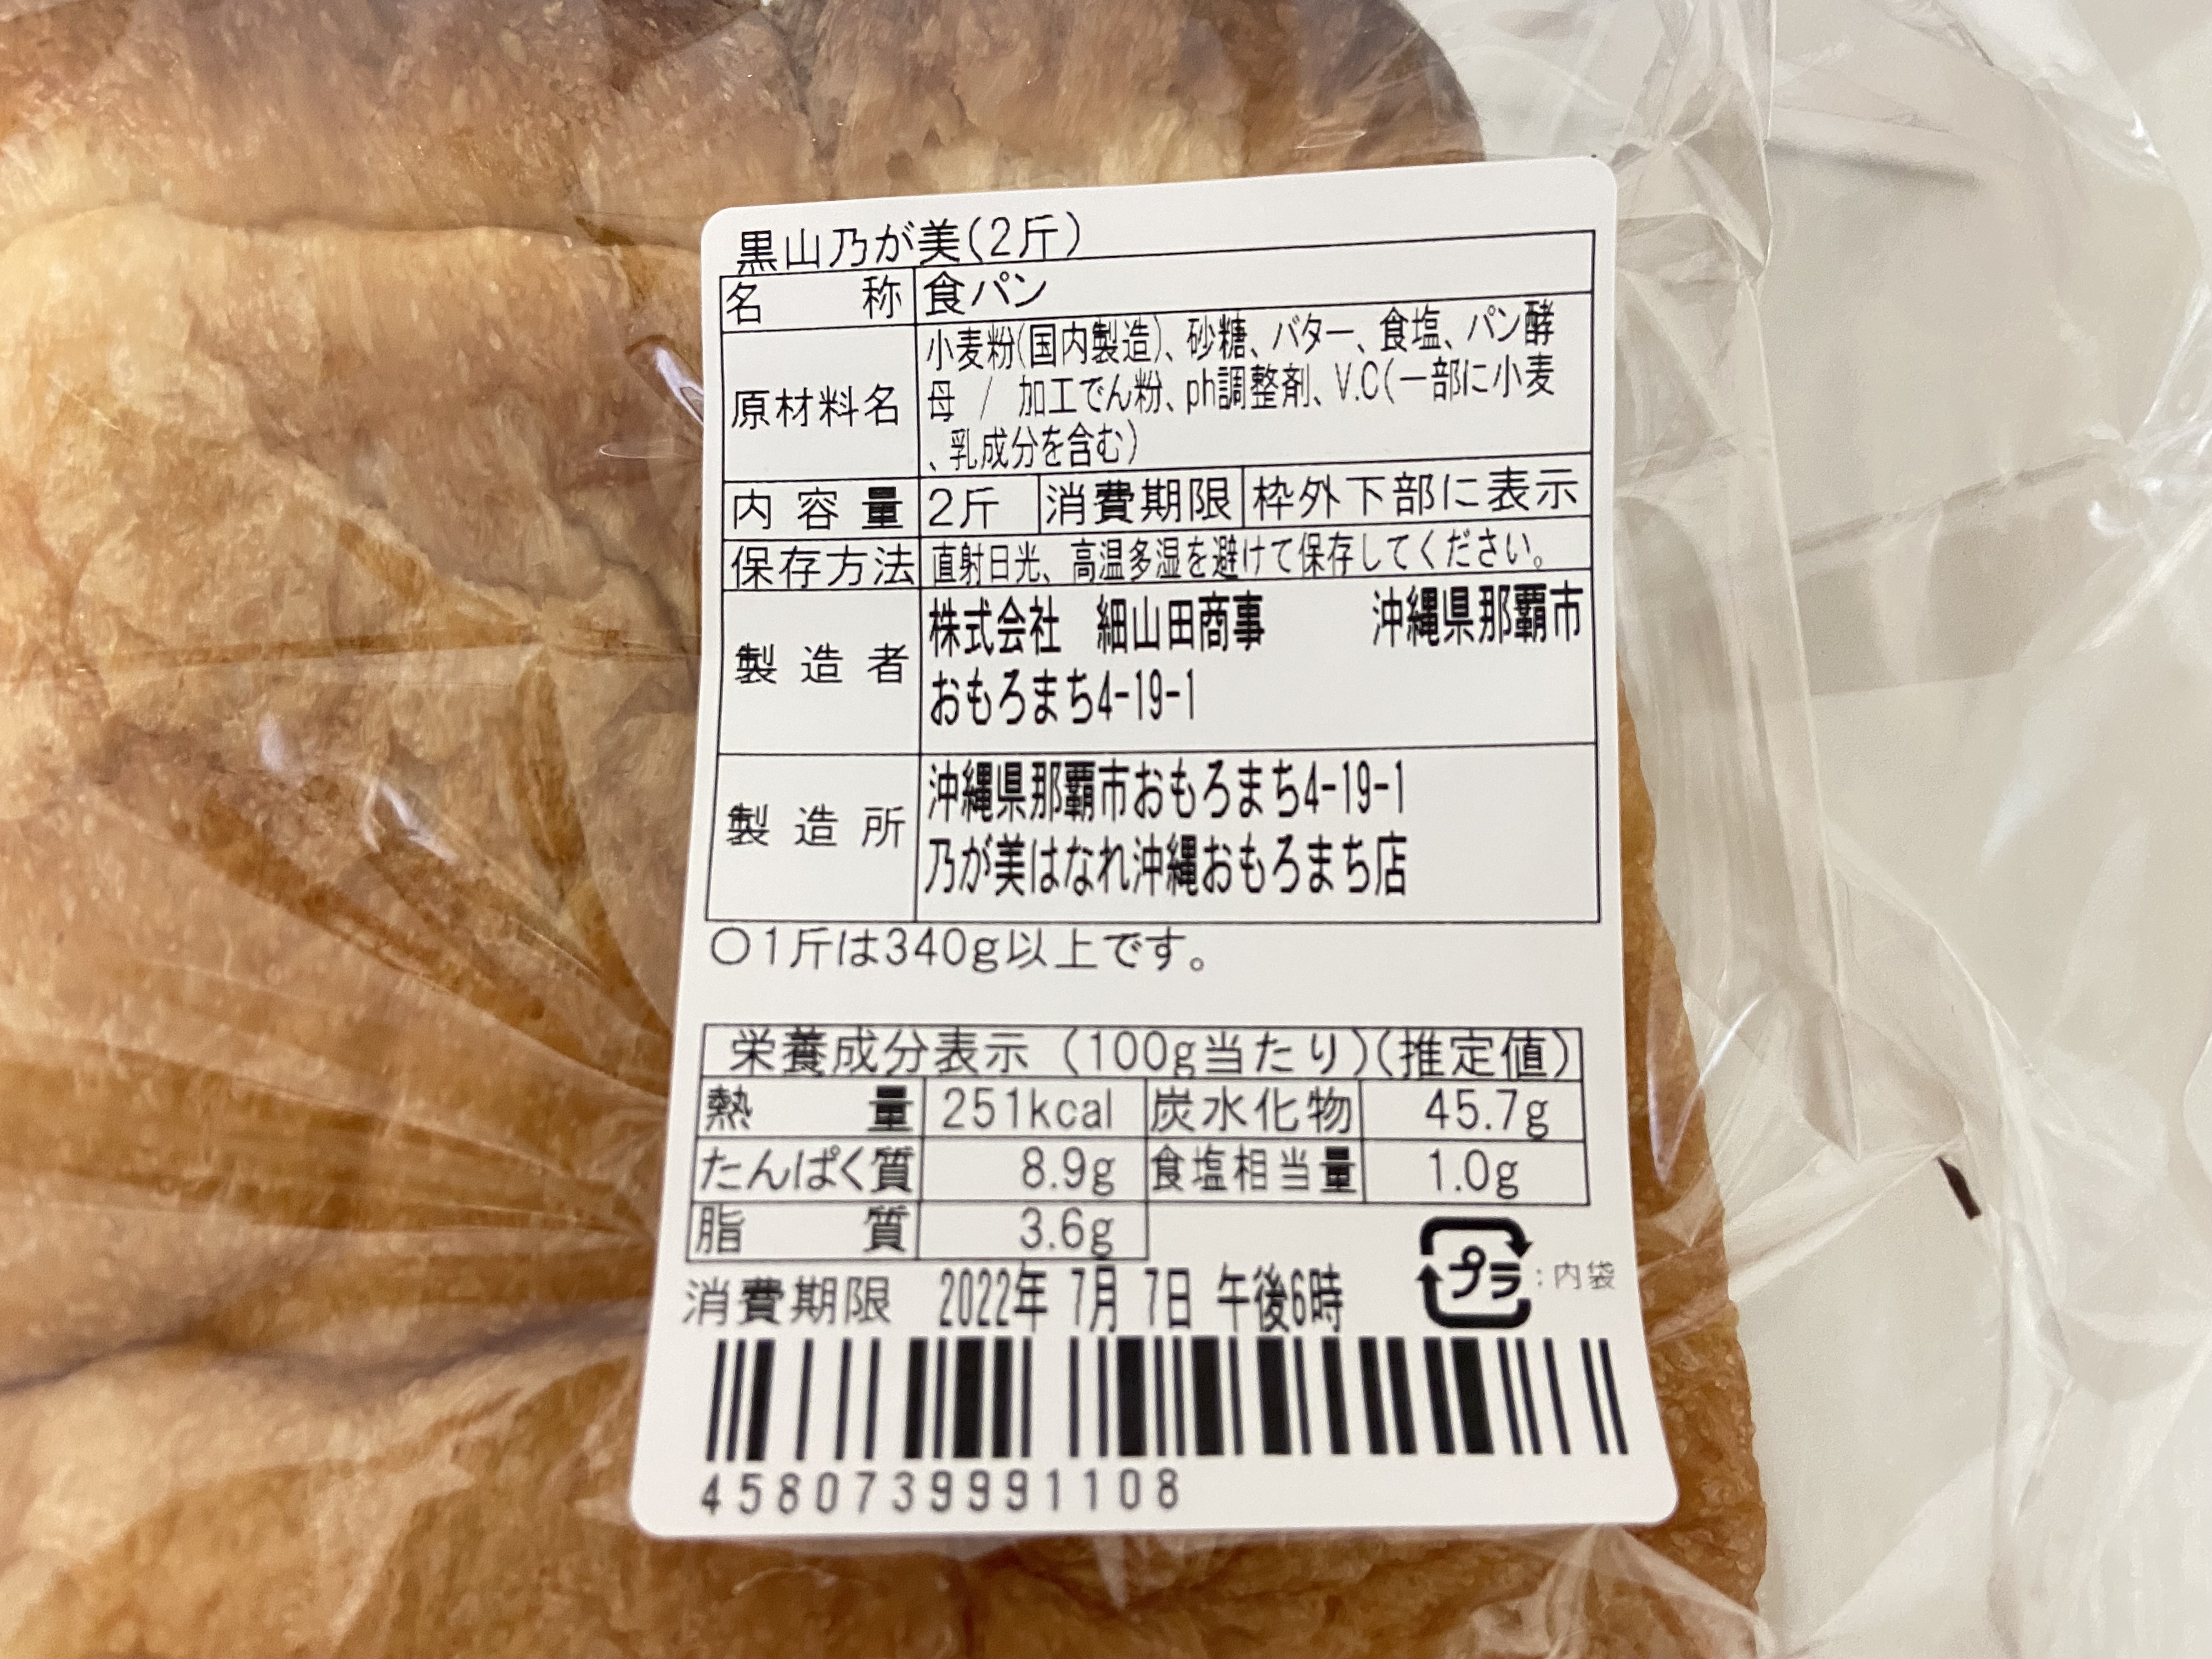 黒山乃が美(2斤)
名称 食パン
原材料名 小麦粉(国内製造)、砂糖、バター、食塩、パン酵
母 / 加工でん粉、ph調整剤、V.C(一部に小麦
、乳成分を含む)
内容量 2斤 消費期限 枠外下部に表示
保存方法 直射日光、高温多湿を避けて保存してください。
製造者 株式会社 細山田商事 沖縄県那覇市
おもろまち4-19-1
製造所 沖縄県那覇市おもろまち4-19-1
乃が美はなれ沖縄おもろまち店
○1斤は340g以上です。
栄養成分表示 (100g当たり)(推定値)
熱量 251kcal 炭水化物 45.7g
たんぱく質 8.9g 食塩相当量 1.0g
脂質 3.6g
プラ:内袋
消費期限 2022年 7月 7日 午後6時
4580739991108